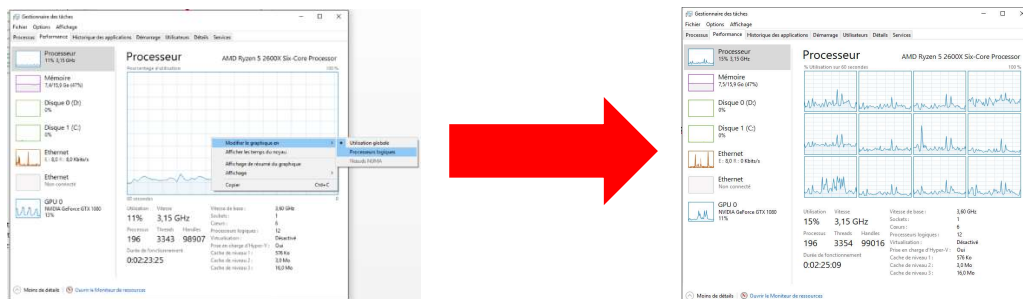 Gestionnaire des tâches
Fichier Options Affichage
Processus Performance Historique des applications Démarrage Utilisateurs Détails Services
Processeur
11% 3,15 GHz
Mémoire
7,4/15,9 Go (47%)
Disque 0 (D:)
0%
Disque 1 (C:)
0%
Ethernet
E : 8,0 R : 8,0 Kbits/s
Ethernet
Non connecté
GPU 0
NVIDIA GeForce GTX 1080
12%
Processeur
AMD Ryzen 5 2600X Six-Core Processor
Pourcentage d'utilisation
100 %
Modifier le graphique en
Afficher les temps du noyau
Affichage de résumé du graphique
Affichage
Copier Ctrl+C
Utilisation globale
Processeurs logiques
Nœuds NUMA
60 secondes
0
Utilisation Vitesse
11% 3,15 GHz
Processus Threads Handles
196 3343 98907
Durée de fonctionnement
0:02:23:25
Vitesse de base : 3,60 GHz
Sockets : 1
Cœurs : 6
Processeurs logiques : 12
Virtualisation : Désactivé
Prise en charge d'Hyper-V : Oui
Cache de niveau 1 : 576 Ko
Cache de niveau 2 : 3,0 Mo
Cache de niveau 3 : 16,0 Mo
Moins de détails
Ouvrir le Moniteur de ressources
Gestionnaire des tâches
Fichier Options Affichage
Processus Performance Historique des applications Démarrage Utilisateurs Détails Services
Processeur
15% 3,15 GHz
Mémoire
7,5/15,9 Go (47%)
Disque 0 (D:)
0%
Disque 1 (C:)
0%
Ethernet
E : 8,0 R : 0 Kbits/s
Ethernet
Non connecté
GPU 0
NVIDIA GeForce GTX 1080
11%
Processeur
AMD Ryzen 5 2600X Six-Core Processor
% Utilisation sur 60 secondes
100 %
Utilisation Vitesse
15% 3,15 GHz
Processus Threads Handles
196 3354 99016
Durée de fonctionnement
0:02:25:09
Vitesse de base : 3,60 GHz
Sockets : 1
Cœurs : 6
Processeurs logiques : 12
Virtualisation : Désactivé
Prise en charge d'Hyper-V : Oui
Cache de niveau 1 : 576 Ko
Cache de niveau 2 : 3,0 Mo
Cache de niveau 3 : 16,0 Mo
Moins de détails
Ouvrir le Moniteur de ressources